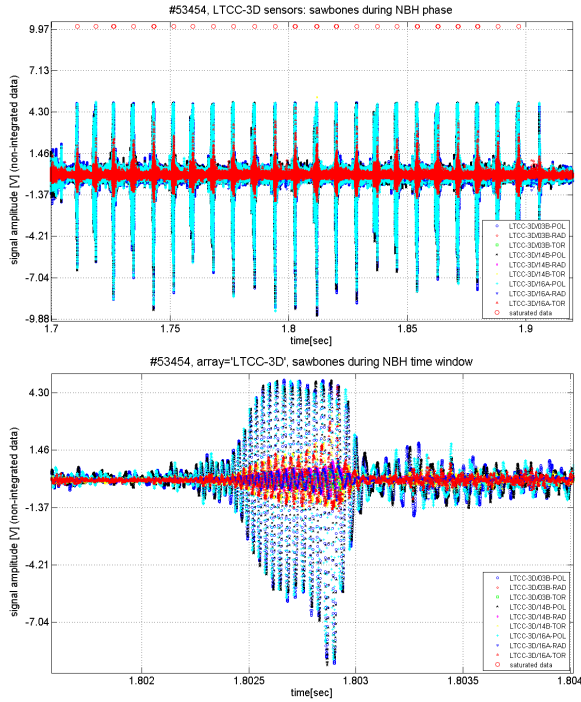 #53454, LTCC-3D sensors: sawbones during NBH phase
9.97
7.13
4.30
1.46
-1.37
-4.21
-7.04
-9.88
signal amplitude [V] (non-integrated data)
LTCC-3D/03B-POL
LTCC-3D/03B-RAD
LTCC-3D/03B-TOR
LTCC-3D/14B-POL
LTCC-3D/14B-RAD
LTCC-3D/14B-TOR
LTCC-3D/16A-POL
LTCC-3D/16A-RAD
LTCC-3D/16A-TOR
saturated data
1.7 1.75 1.8 1.85 1.9
time[sec]
#53454, array='LTCC-3D', sawbones during NBH time window
4.30
1.46
-1.37
-4.21
-7.04
signal amplitude [V] (non-integrated data)
LTCC-3D/03B-POL
LTCC-3D/03B-RAD
LTCC-3D/03B-TOR
LTCC-3D/14B-POL
LTCC-3D/14B-RAD
LTCC-3D/14B-TOR
LTCC-3D/16A-POL
LTCC-3D/16A-RAD
LTCC-3D/16A-TOR
saturated data
1.802 1.8025 1.803 1.8035 1.804
time[sec]